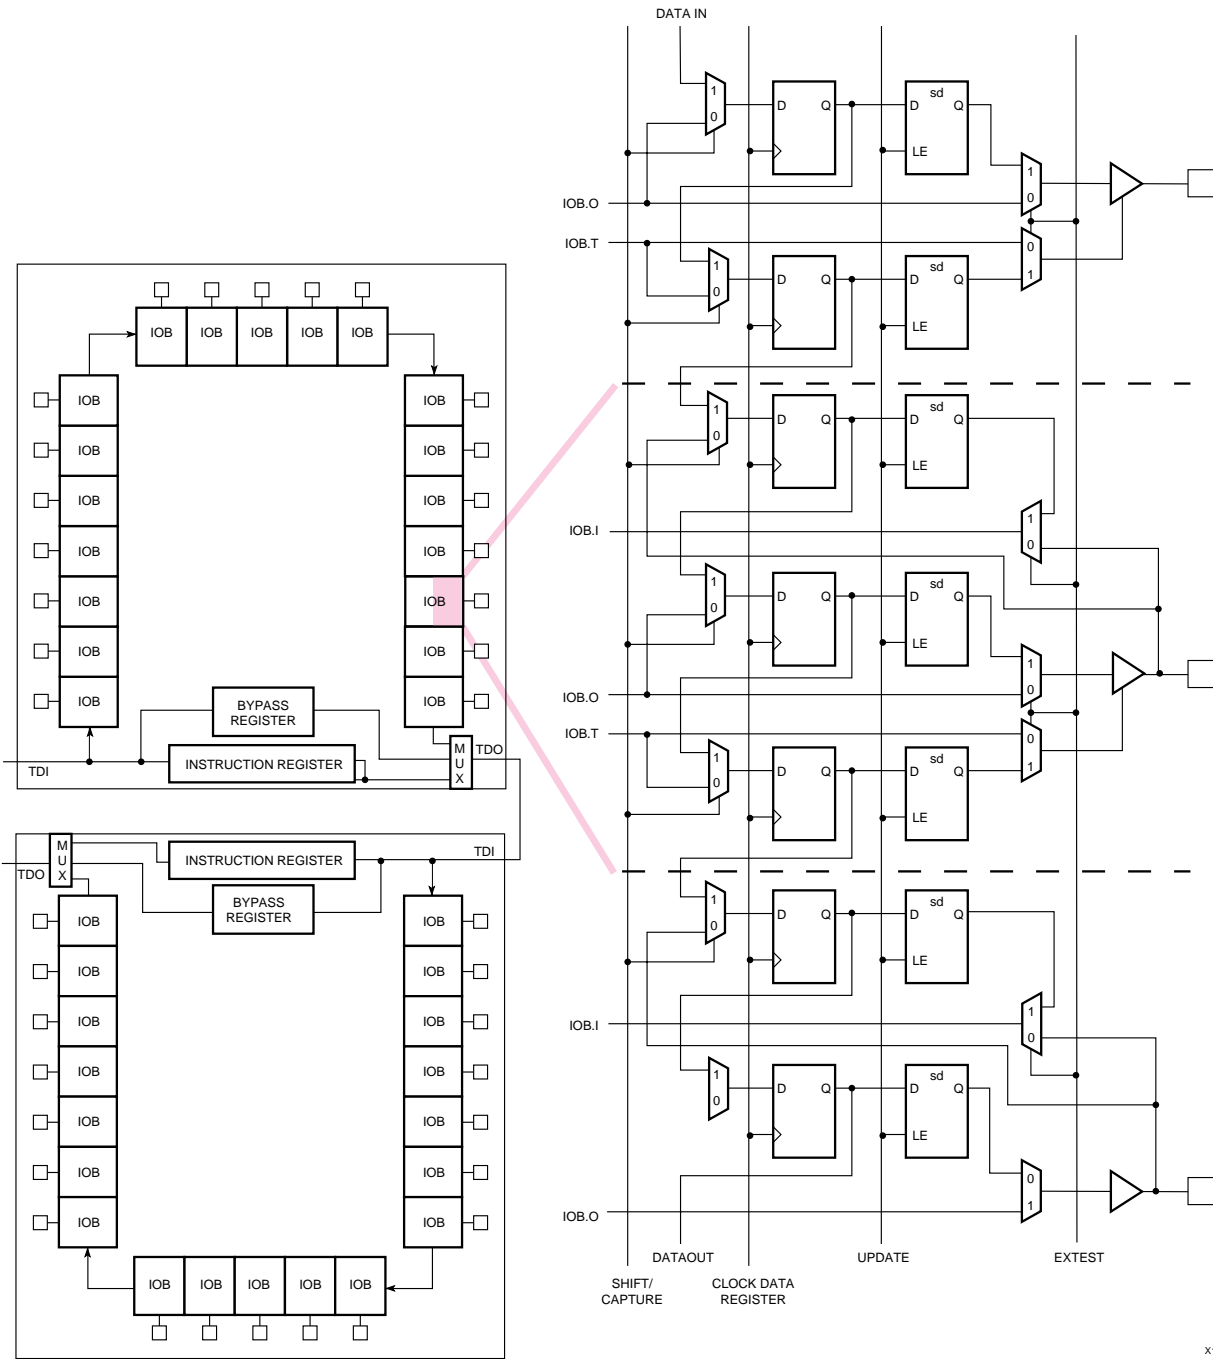 DATA IN
1
0
D Q
sd
D Q
LE
1
0
IOB.O
IOB.T
0
1
1
0
D Q
sd
D Q
LE
1
0
D Q
sd
D Q
LE
IOB.I
1
0
1
0
D Q
sd
D Q
LE
1
0
IOB.O
IOB.T
0
1
1
0
D Q
sd
D Q
LE
1
0
D Q
sd
D Q
LE
IOB.I
1
0
1
0
D Q
sd
D Q
LE
0
1
IOB.O
DATAOUT
UPDATE
EXTEST
SHIFT/
CAPTURE
CLOCK DATA
REGISTER
IOB IOB IOB IOB IOB
IOB IOB
IOB IOB
IOB IOB
IOB IOB
IOB IOB
IOB IOB
IOB IOB
BYPASS
REGISTER
INSTRUCTION REGISTER
TDI
M
U
X
TDO
M
U
X
TDO
INSTRUCTION REGISTER
TDI
BYPASS
REGISTER
IOB IOB
IOB IOB
IOB IOB
IOB IOB
IOB IOB
IOB IOB
IOB IOB
IOB IOB IOB IOB IOB